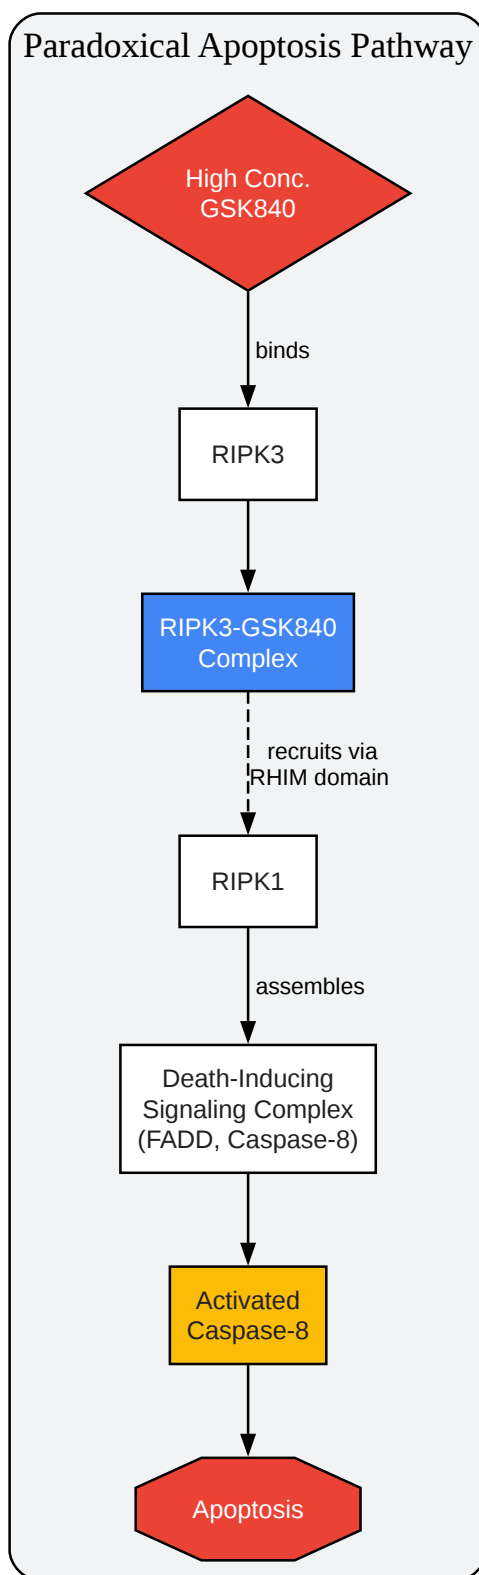 Paradoxical Apoptosis Pathway
High Conc.
GSK840
binds
RIPK3
RIPK3-GSK840
Complex
recruits via
RHIM domain
RIPK1
assembles
Death-Inducing
Signaling Complex
(FADD, Caspase-8)
Activated
Caspase-8
Apoptosis